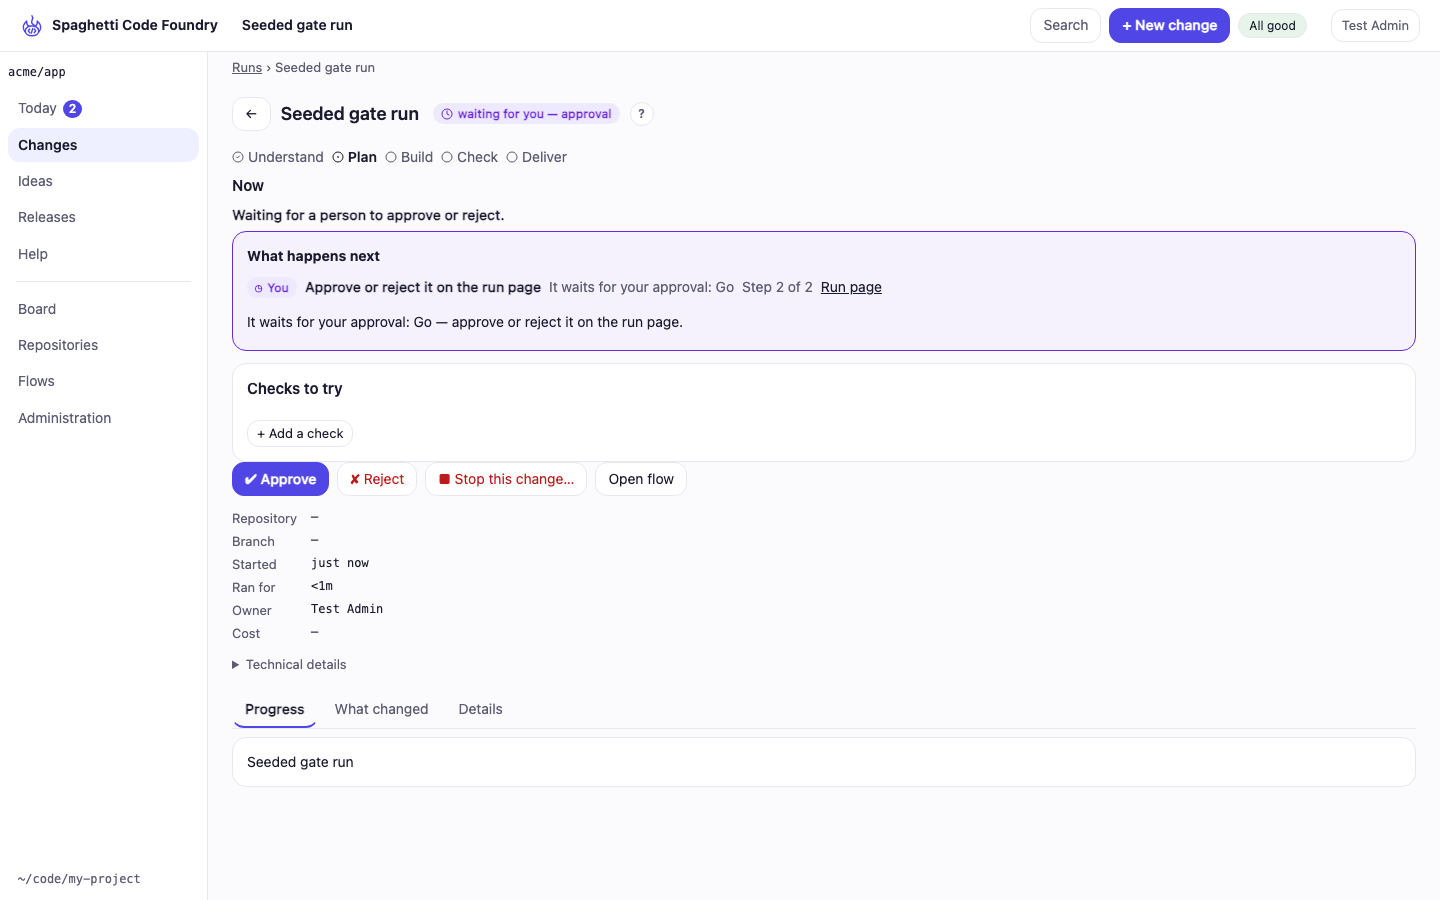 Spaghetti Code Foundry
Seeded gate run
Search
+ New change
All good
Test Admin
acme/app
Today 2
Changes
Ideas
Releases
Help
Board
Repositories
Flows
Administration
~/code/my-project
Runs › Seeded gate run
← Seeded gate run waiting for you — approval ?
Understand Plan Build Check Deliver
Now
Waiting for a person to approve or reject.
What happens next
You Approve or reject it on the run page It waits for your approval: Go Step 2 of 2 Run page
It waits for your approval: Go — approve or reject it on the run page.
Checks to try
+ Add a check
✔ Approve ✘ Reject Stop this change... Open flow
Repository —
Branch —
Started just now
Ran for <1m
Owner Test Admin
Cost —
Technical details
Progress What changed Details
Seeded gate run